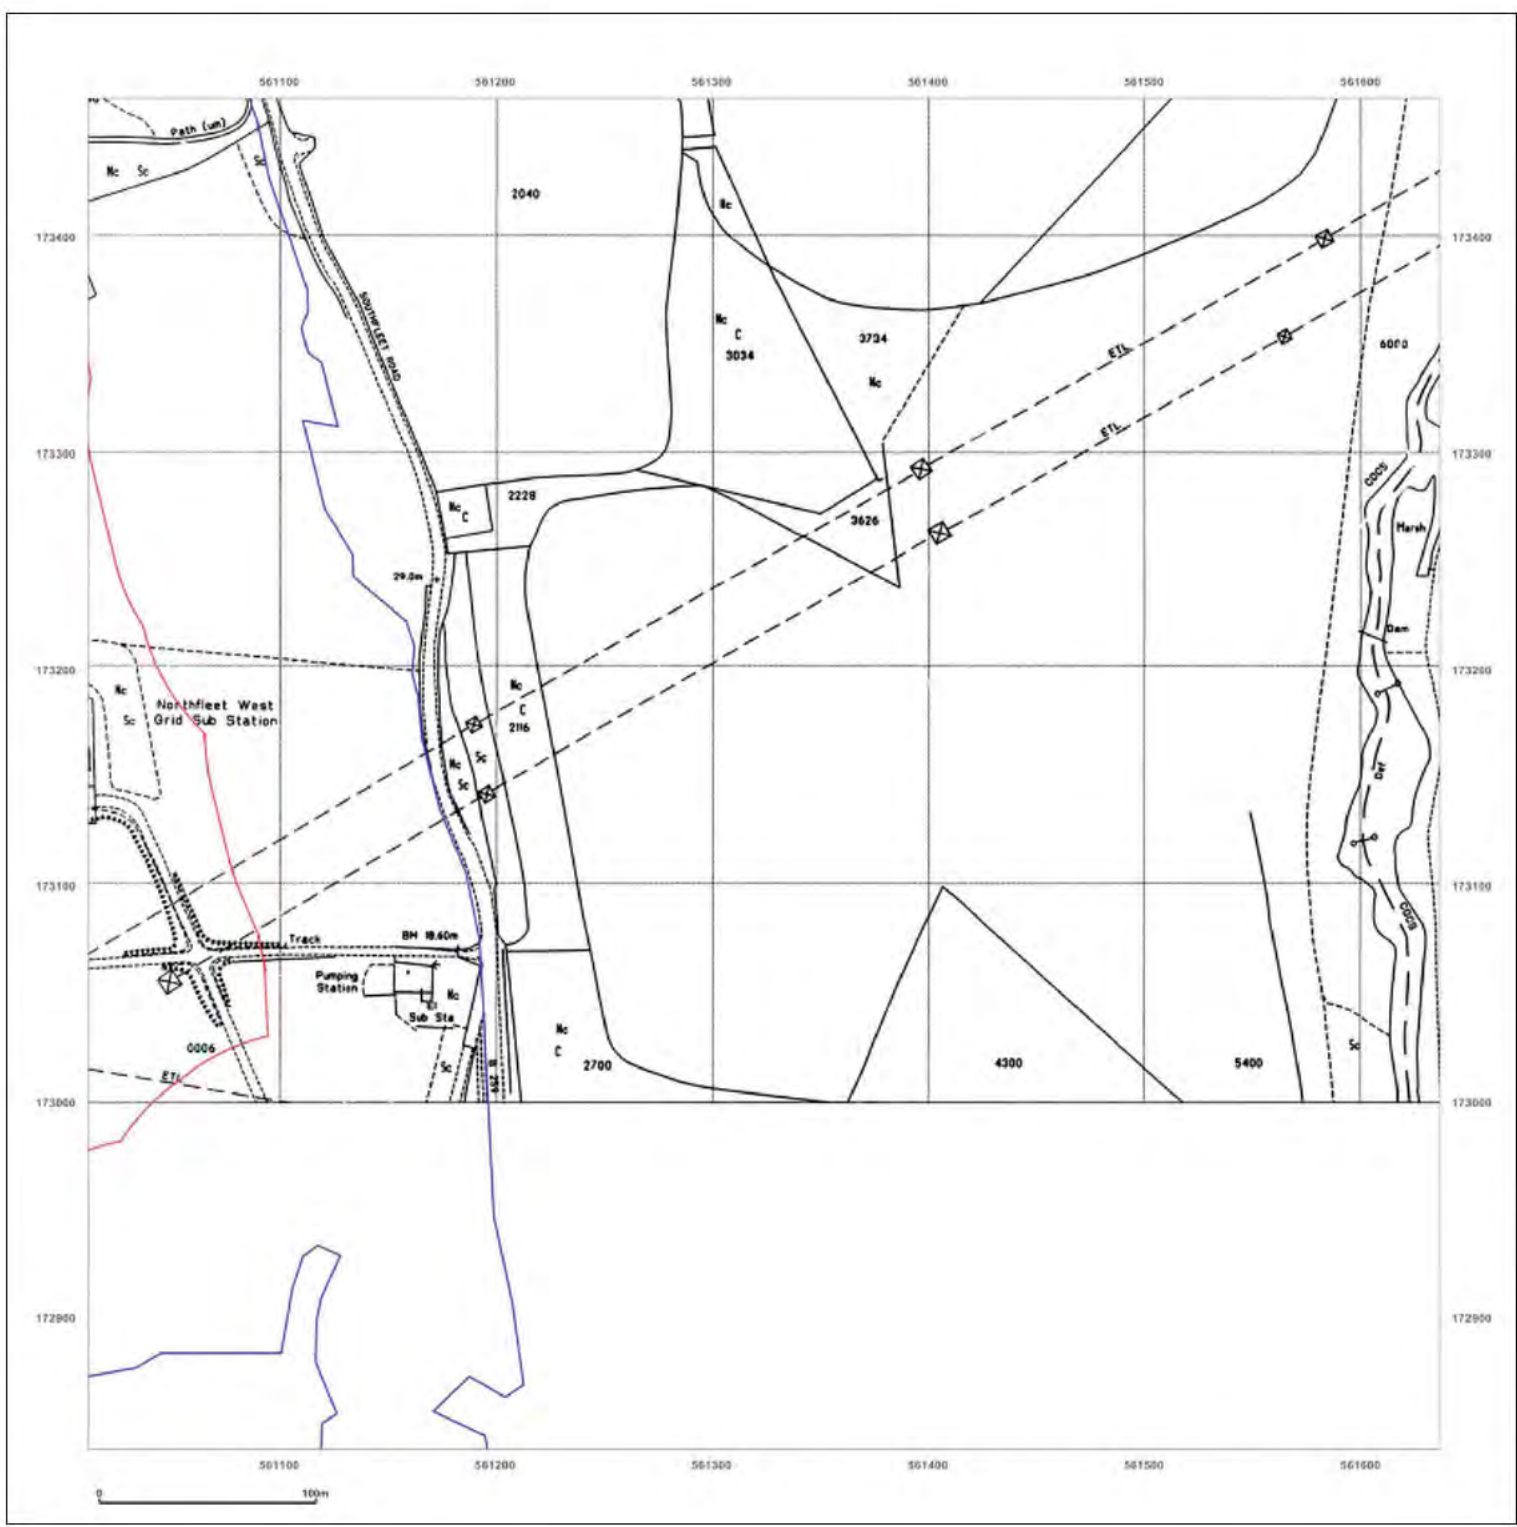 561100 561200 561300 561400 561500 561600
Path (um)
Nc Sc
Sc
2040
Nc
173400 173400
SOUTHFLEET ROAD
Nc
C
3034
3734
Nc
ETL
6000
ETL
173300 173300
CDCS
2228
Nc
C
3626
Marsh
29.0m
Dam
173200 173200
Nc
Sc
Northfleet West
Grid Sub Station
Nc
C
2116
Sc
Nc
Sc
Def
173100 173100
CDCS
Track
BM 18.60m
Pumping
Station
Nc
El
Sub Sta
0006
ETL
Sc
B 259
Nc
C
2700
4300
5400
Sc
173000 173000
172900 172900
561100 561200 561300 561400 561500 561600
0 100m